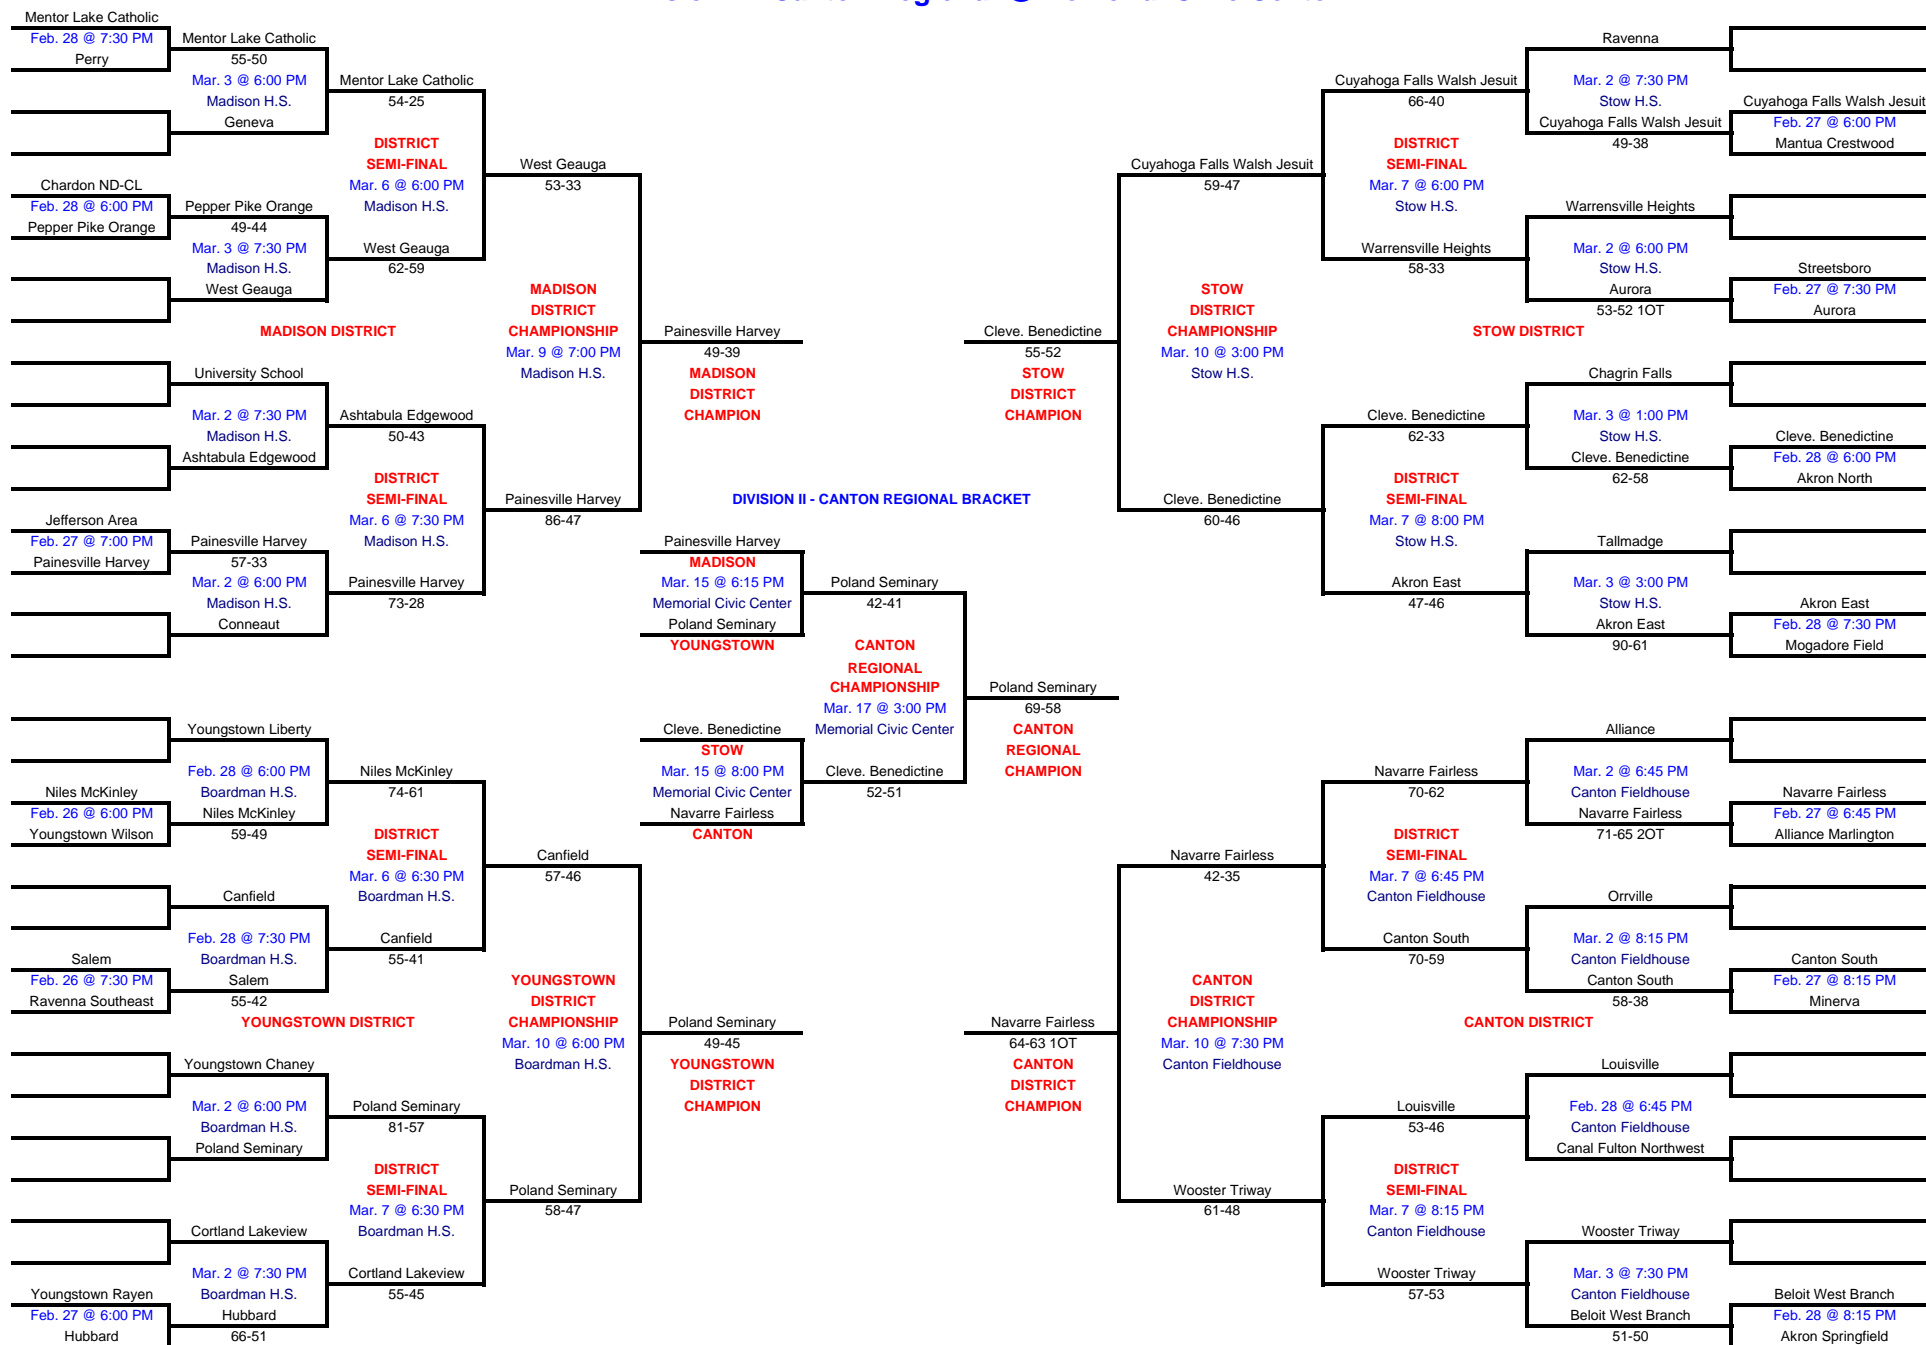 Mentor Lake Catholic
Feb. 28 @ 7:30 PM
Perry
Mentor Lake Catholic
55-50
Mar. 3 @ 6:00 PM
Madison H.S.
Geneva
Mentor Lake Catholic
54-25
DISTRICT
SEMI-FINAL
Mar. 6 @ 6:00 PM
Madison H.S.
Chardon ND-CL
Feb. 28 @ 6:00 PM
Pepper Pike Orange
Pepper Pike Orange
49-44
Mar. 3 @ 7:30 PM
Madison H.S.
West Geauga
West Geauga
62-59
West Geauga
53-33
MADISON DISTRICT
MADISON
DISTRICT
CHAMPIONSHIP
Mar. 9 @ 7:00 PM
Madison H.S.
Painesville Harvey
49-39
MADISON
DISTRICT
CHAMPION
University School
Mar. 2 @ 7:30 PM
Madison H.S.
Ashtabula Edgewood
Ashtabula Edgewood
50-43
DISTRICT
SEMI-FINAL
Mar. 6 @ 7:30 PM
Madison H.S.
Painesville Harvey
86-47
Jefferson Area
Feb. 27 @ 7:00 PM
Painesville Harvey
Painesville Harvey
57-33
Mar. 2 @ 6:00 PM
Madison H.S.
Conneaut
Painesville Harvey
73-28
Ravenna
Mar. 2 @ 7:30 PM
Stow H.S.
Cuyahoga Falls Walsh Jesuit
49-38
Cuyahoga Falls Walsh Jesuit
Feb. 27 @ 6:00 PM
Mantua Crestwood
Cuyahoga Falls Walsh Jesuit
66-40
DISTRICT
SEMI-FINAL
Mar. 7 @ 6:00 PM
Stow H.S.
Cuyahoga Falls Walsh Jesuit
59-47
Warrensville Heights
Mar. 2 @ 6:00 PM
Stow H.S.
Aurora
53-52 1OT
Streetsboro
Feb. 27 @ 7:30 PM
Aurora
Warrensville Heights
58-33
STOW DISTRICT
STOW
DISTRICT
CHAMPIONSHIP
Mar. 10 @ 3:00 PM
Stow H.S.
Cleve. Benedictine
55-52
STOW
DISTRICT
CHAMPION
Chagrin Falls
Mar. 3 @ 1:00 PM
Stow H.S.
Cleve. Benedictine
62-58
Cleve. Benedictine
Feb. 28 @ 6:00 PM
Akron North
Cleve. Benedictine
62-33
DISTRICT
SEMI-FINAL
Mar. 7 @ 8:00 PM
Stow H.S.
Cleve. Benedictine
60-46
Tallmadge
Mar. 3 @ 3:00 PM
Stow H.S.
Akron East
90-61
Akron East
Feb. 28 @ 7:30 PM
Mogadore Field
Akron East
47-46
DIVISION II - CANTON REGIONAL BRACKET
Painesville Harvey
MADISON
Mar. 15 @ 6:15 PM
Memorial Civic Center
Poland Seminary
YOUNGSTOWN
Poland Seminary
42-41
CANTON
REGIONAL
CHAMPIONSHIP
Mar. 17 @ 3:00 PM
Memorial Civic Center
Poland Seminary
69-58
CANTON
REGIONAL
CHAMPION
Cleve. Benedictine
STOW
Mar. 15 @ 8:00 PM
Memorial Civic Center
Navarre Fairless
CANTON
Cleve. Benedictine
52-51
Youngstown Liberty
Feb. 28 @ 6:00 PM
Boardman H.S.
Niles McKinley
59-49
Niles McKinley
Feb. 26 @ 6:00 PM
Youngstown Wilson
Niles McKinley
74-61
DISTRICT
SEMI-FINAL
Mar. 6 @ 6:30 PM
Boardman H.S.
Canfield
57-46
Canfield
Feb. 28 @ 7:30 PM
Boardman H.S.
Salem
55-42
Salem
Feb. 26 @ 7:30 PM
Ravenna Southeast
Canfield
55-41
YOUNGSTOWN DISTRICT
YOUNGSTOWN
DISTRICT
CHAMPIONSHIP
Mar. 10 @ 6:00 PM
Boardman H.S.
Poland Seminary
49-45
YOUNGSTOWN
DISTRICT
CHAMPION
Youngstown Chaney
Mar. 2 @ 6:00 PM
Boardman H.S.
Poland Seminary
Poland Seminary
81-57
DISTRICT
SEMI-FINAL
Mar. 7 @ 6:30 PM
Boardman H.S.
Poland Seminary
58-47
Cortland Lakeview
Mar. 2 @ 7:30 PM
Boardman H.S.
Hubbard
66-51
Youngstown Rayen
Feb. 27 @ 6:00 PM
Hubbard
Cortland Lakeview
55-45
Alliance
Mar. 2 @ 6:45 PM
Canton Fieldhouse
Navarre Fairless
71-65 2OT
Navarre Fairless
Feb. 27 @ 6:45 PM
Alliance Marlington
Navarre Fairless
70-62
DISTRICT
SEMI-FINAL
Mar. 7 @ 6:45 PM
Canton Fieldhouse
Navarre Fairless
42-35
Orrville
Mar. 2 @ 8:15 PM
Canton Fieldhouse
Canton South
58-38
Canton South
Feb. 27 @ 8:15 PM
Minerva
Canton South
70-59
CANTON DISTRICT
CANTON
DISTRICT
CHAMPIONSHIP
Mar. 10 @ 7:30 PM
Canton Fieldhouse
Navarre Fairless
64-63 1OT
CANTON
DISTRICT
CHAMPION
Louisville
Feb. 28 @ 6:45 PM
Canton Fieldhouse
Canal Fulton Northwest
Louisville
53-46
DISTRICT
SEMI-FINAL
Mar. 7 @ 8:15 PM
Canton Fieldhouse
Wooster Triway
61-48
Wooster Triway
Mar. 3 @ 7:30 PM
Canton Fieldhouse
Beloit West Branch
51-50
Beloit West Branch
Feb. 28 @ 8:15 PM
Akron Springfield
Wooster Triway
57-53